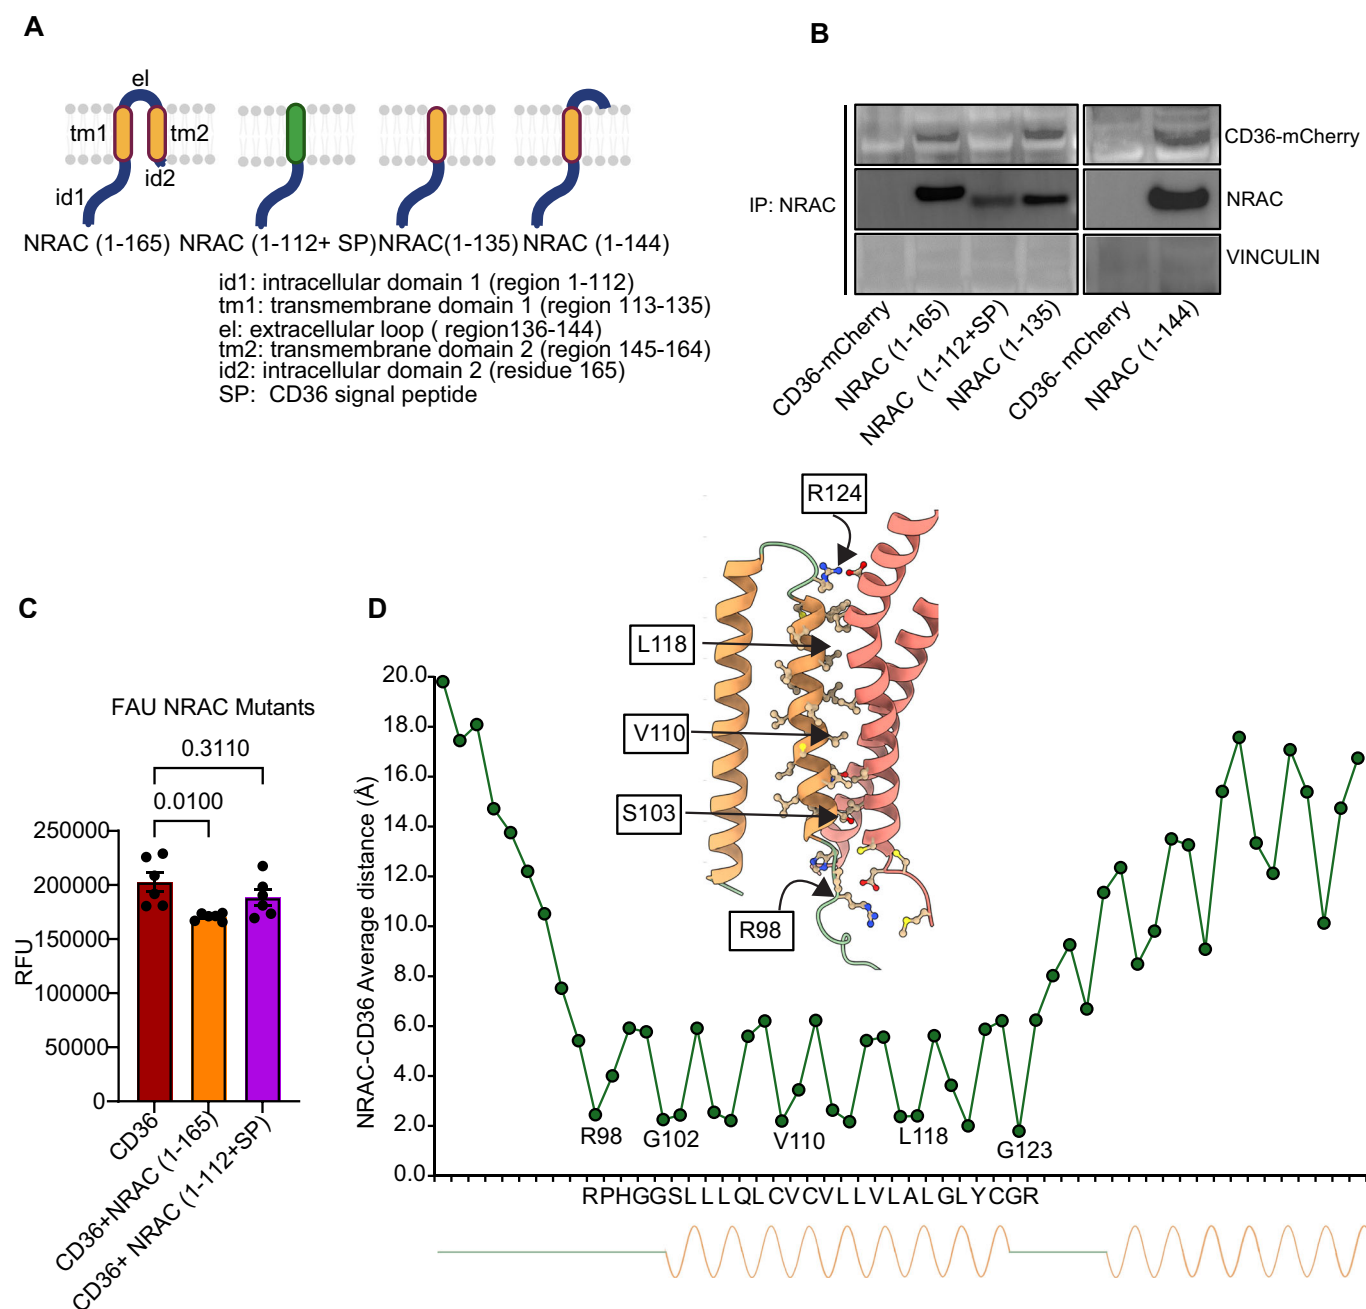 A
el
tm1
tm2
id1
id2
NRAC (1-165)
NRAC (1-112+ SP)
NRAC(1-135)
NRAC (1-144)
id1: intracellular domain 1 (region 1-112)
tm1: transmembrane domain 1 (region 113-135)
el: extracellular loop ( region136-144)
tm2: transmembrane domain 2 (region 145-164)
id2: intracellular domain 2 (residue 165)
SP: CD36 signal peptide
B
IP: NRAC
CD36-mCherry
NRAC
VINCULIN
CD36-mCherry
NRAC (1-165)
NRAC (1-112+SP)
NRAC (1-135)
CD36- mCherry
NRAC (1-144)
C
FAU NRAC Mutants
0.3110
0.0100
250000
200000
150000
100000
50000
0
RFU
CD36
CD36+NRAC (1-165)
CD36+ NRAC (1-112+SP)
D
R124
L118
V110
S103
R98
20.0
18.0
16.0
14.0
12.0
10.0
8.0
6.0
4.0
2.0
0.0
NRAC-CD36 Average distance (Å)
R98
G102
V110
L118
G123
RPHGGSLLLQLCVCVLLVLALGLYCGR